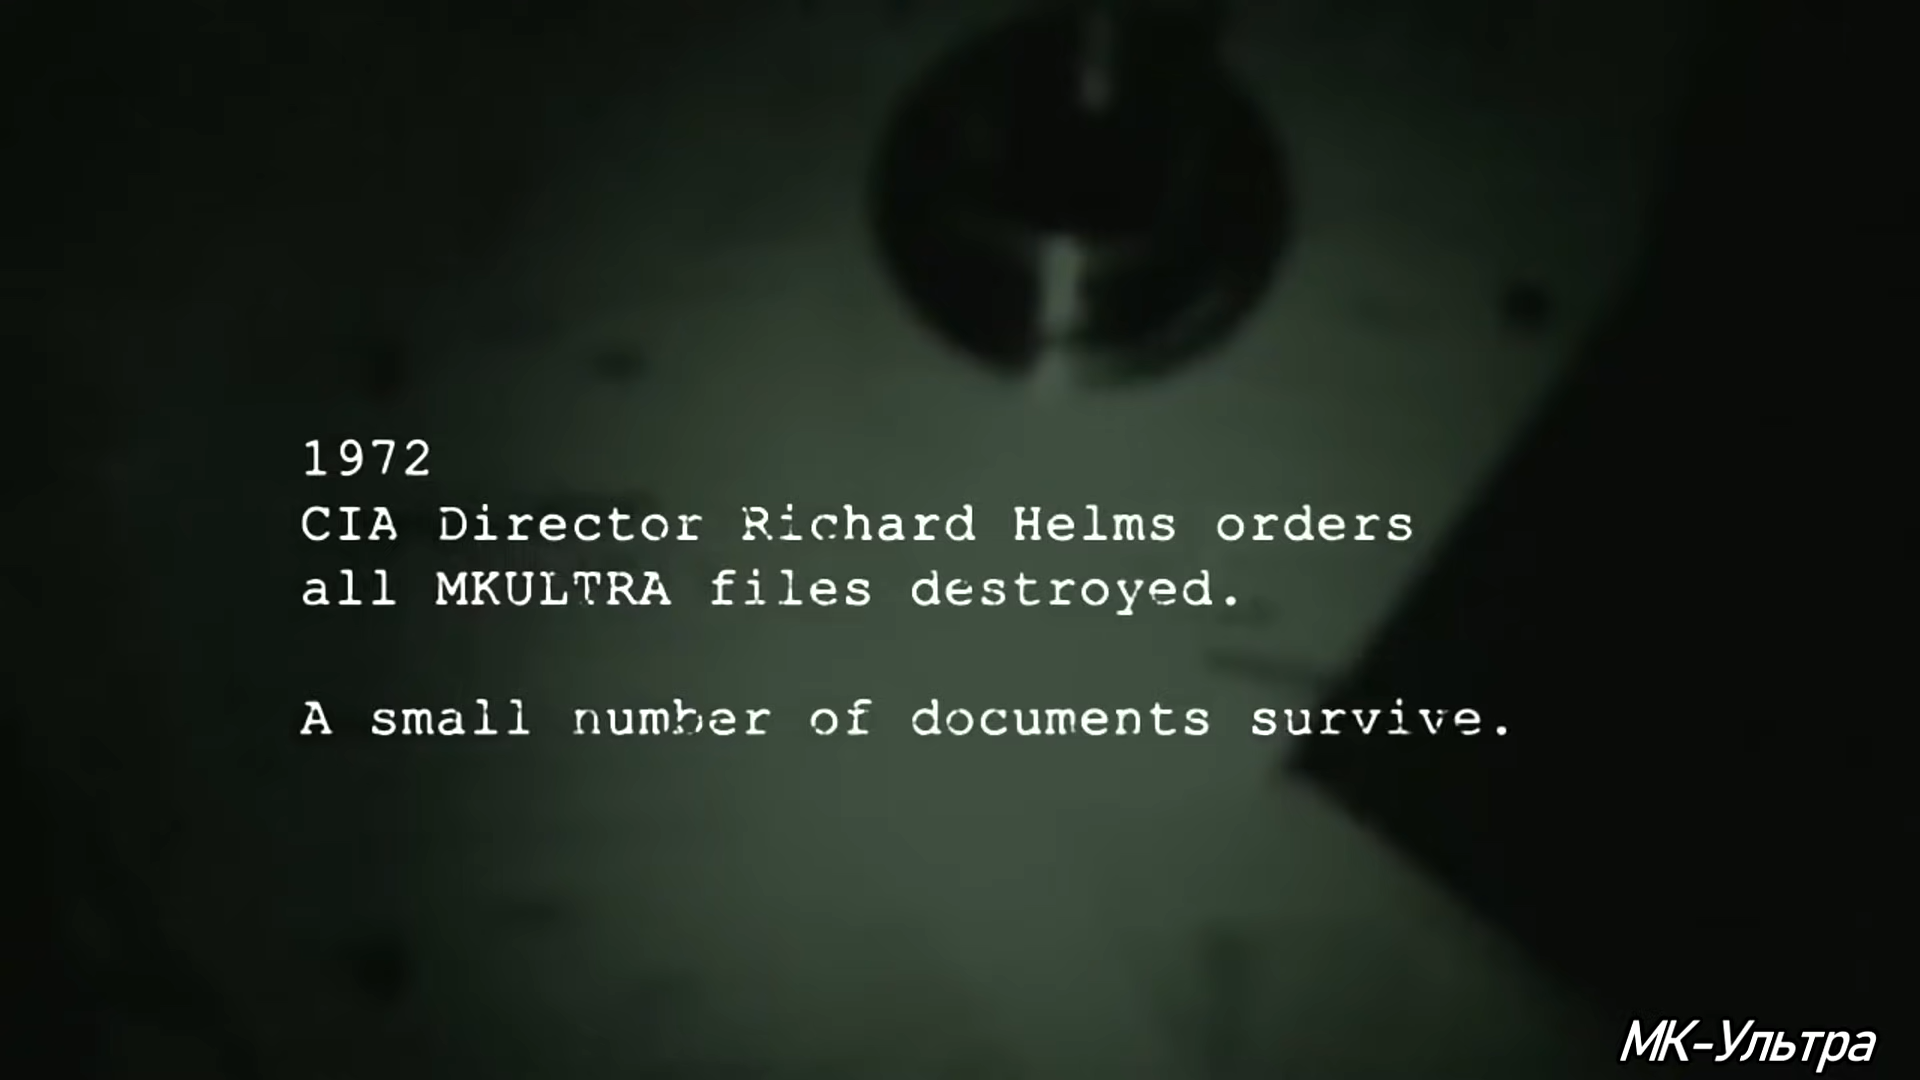 1972
CIA Director Richard Helms orders
all MKULTRA files destroyed.
A small number of documents survive.
МК-Ультра